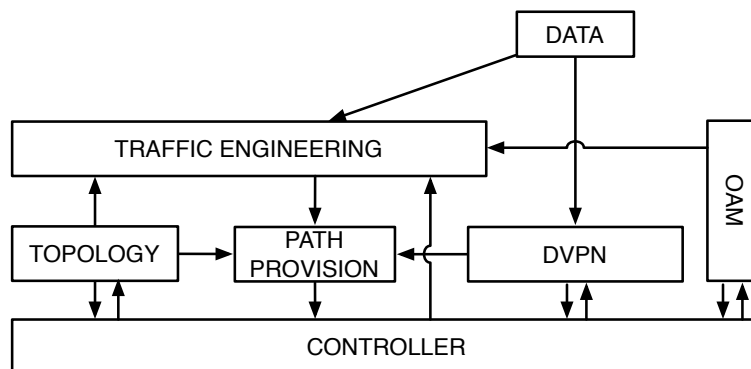 DATA
TRAFFIC ENGINEERING
OAM
TOPOLOGY
PATH
PROVISION
DVPN
CONTROLLER